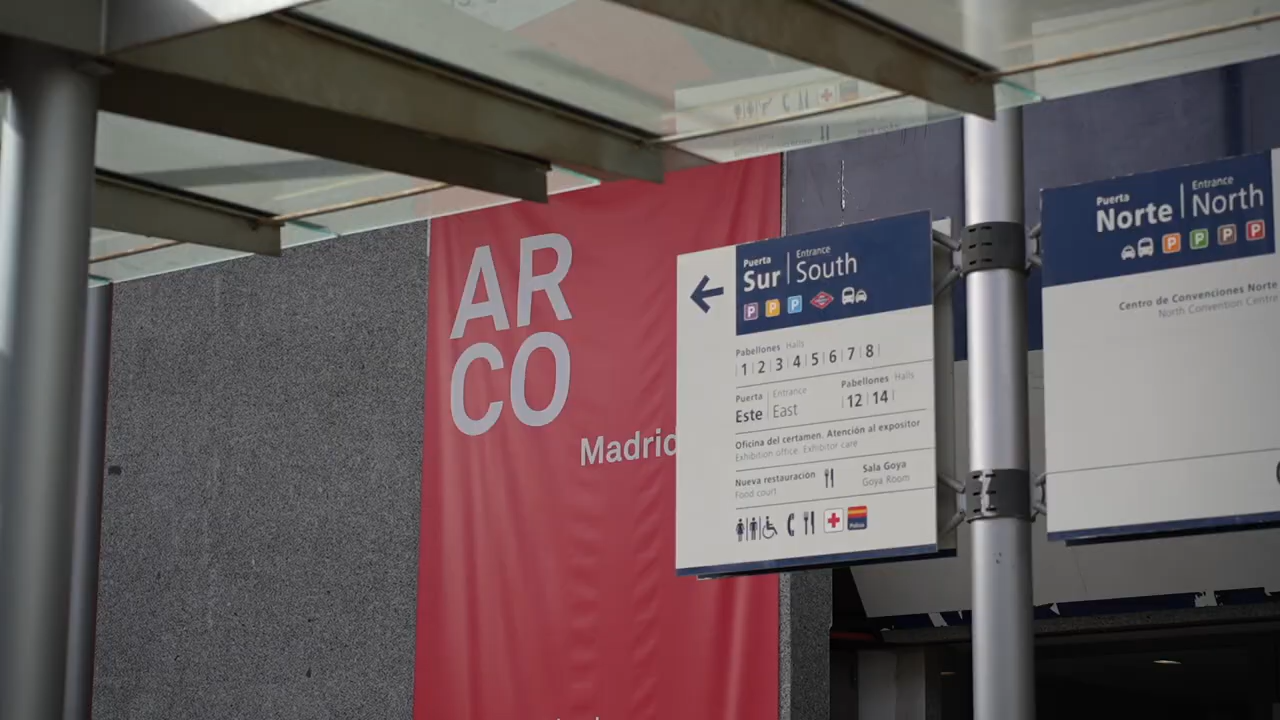 AR
CO
Madrid
Puerta | Entrance
Sur | South
P P P
Pabellones Halls
| 1 | 2 | 3 | 4 | 5 | 6 | 7 | 8 |
Puerta | Entrance
Este | East
Pabellones Halls
| 12 | 14 |
Oficina del certamen. Atención al expositor
Exhibition office. Exhibitor care
Nueva restauración
Food court
Sala Goya
Goya Room
Puerta | Entrance
Norte | North
P P P P
Centro de Convenciones Norte
North Convention Centre